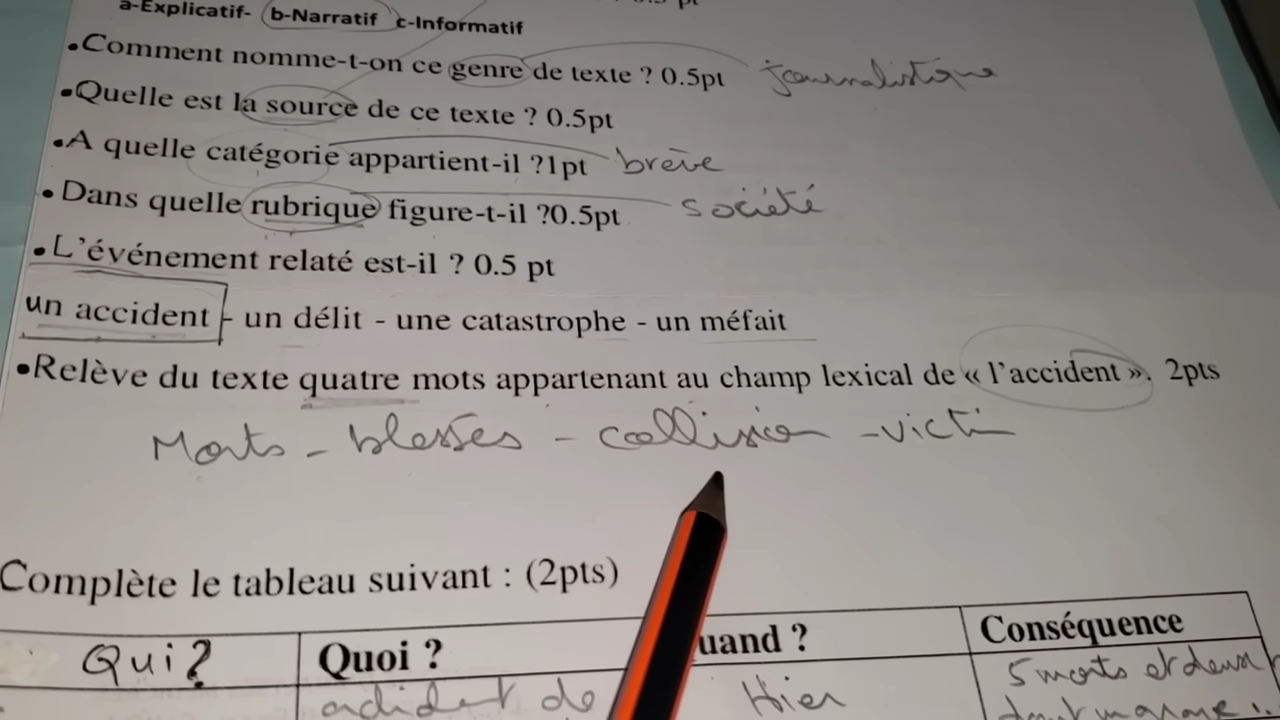 a-Explicatif- b-Narratif c-Informatif
•Comment nomme-t-on ce genre de texte ? 0.5pt journalistique
•Quelle est la source de ce texte ? 0.5pt
•A quelle catégorie appartient-il ?1pt brève
•Dans quelle rubrique figure-t-il ?0.5pt société
•L'événement relaté est-il ? 0.5 pt
un accident - un délit - une catastrophe - un méfait
•Relève du texte quatre mots appartenant au champ lexical de « l'accident ». 2pts
Morts - blessés - collision - victi
Complète le tableau suivant : (2pts)
Qui? Quoi ? uand ? Conséquence
accident de Hier 5 morts et deux